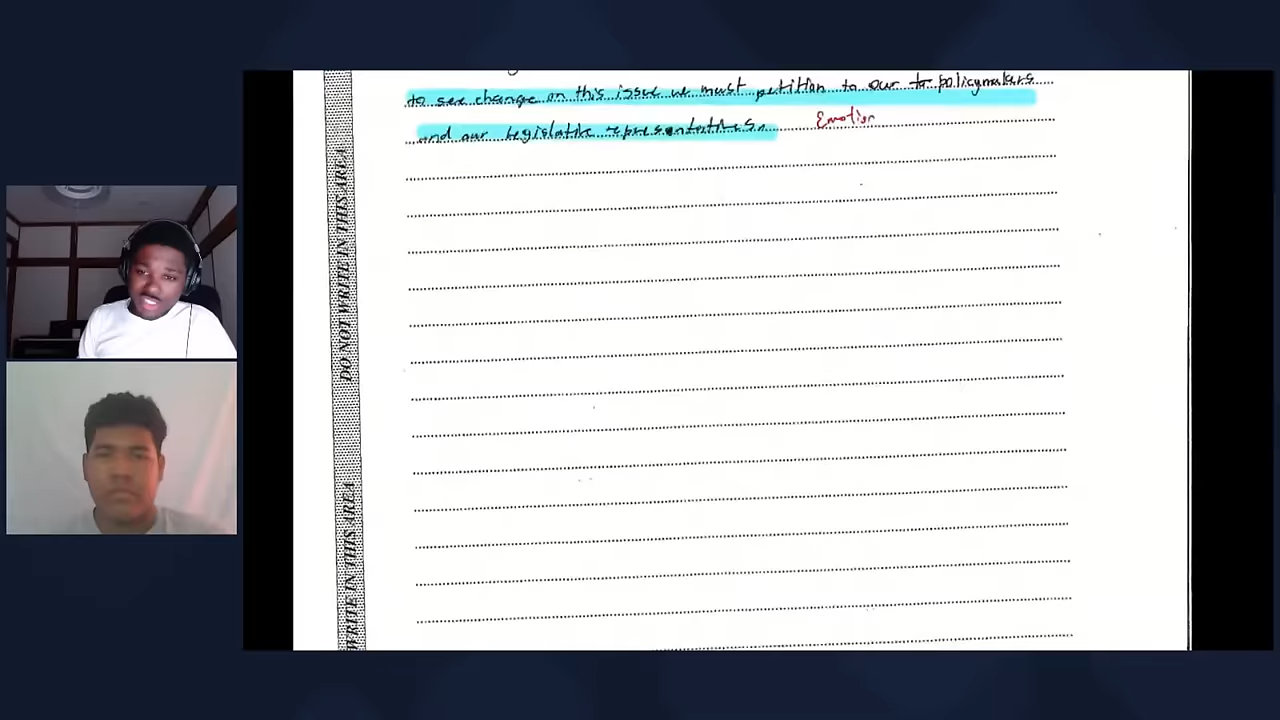 to see change on this issue we must petition to our to policymakers
and our legislative representatives.
Emotion
DO NOT WRITE IN THIS AREA
WRITE IN THIS AREA